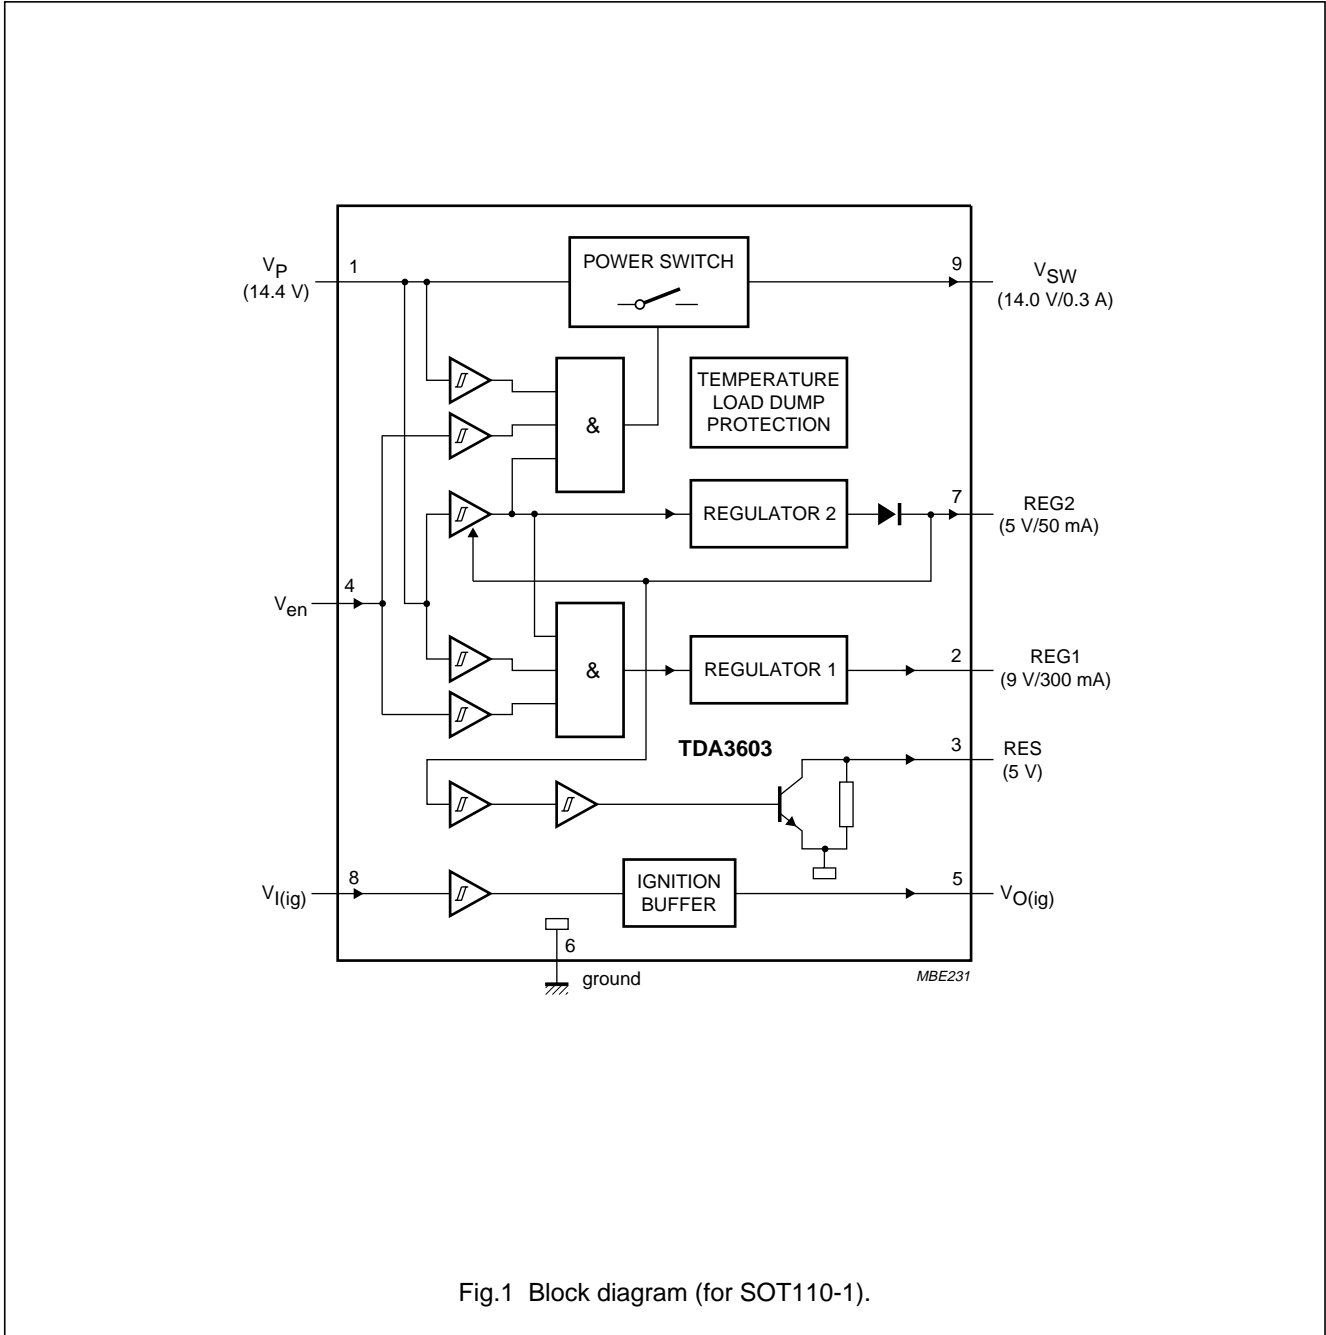 V_P
(14.4 V)
1
POWER SWITCH
9
V_SW
(14.0 V/0.3 A)
&
TEMPERATURE
LOAD DUMP
PROTECTION
REGULATOR 2
7
REG2
(5 V/50 mA)
V_en
4
&
REGULATOR 1
2
REG1
(9 V/300 mA)
TDA3603
3
RES
(5 V)
V_I(ig)
8
IGNITION
BUFFER
5
V_O(ig)
6
ground
MBE231
Fig.1 Block diagram (for SOT110-1).